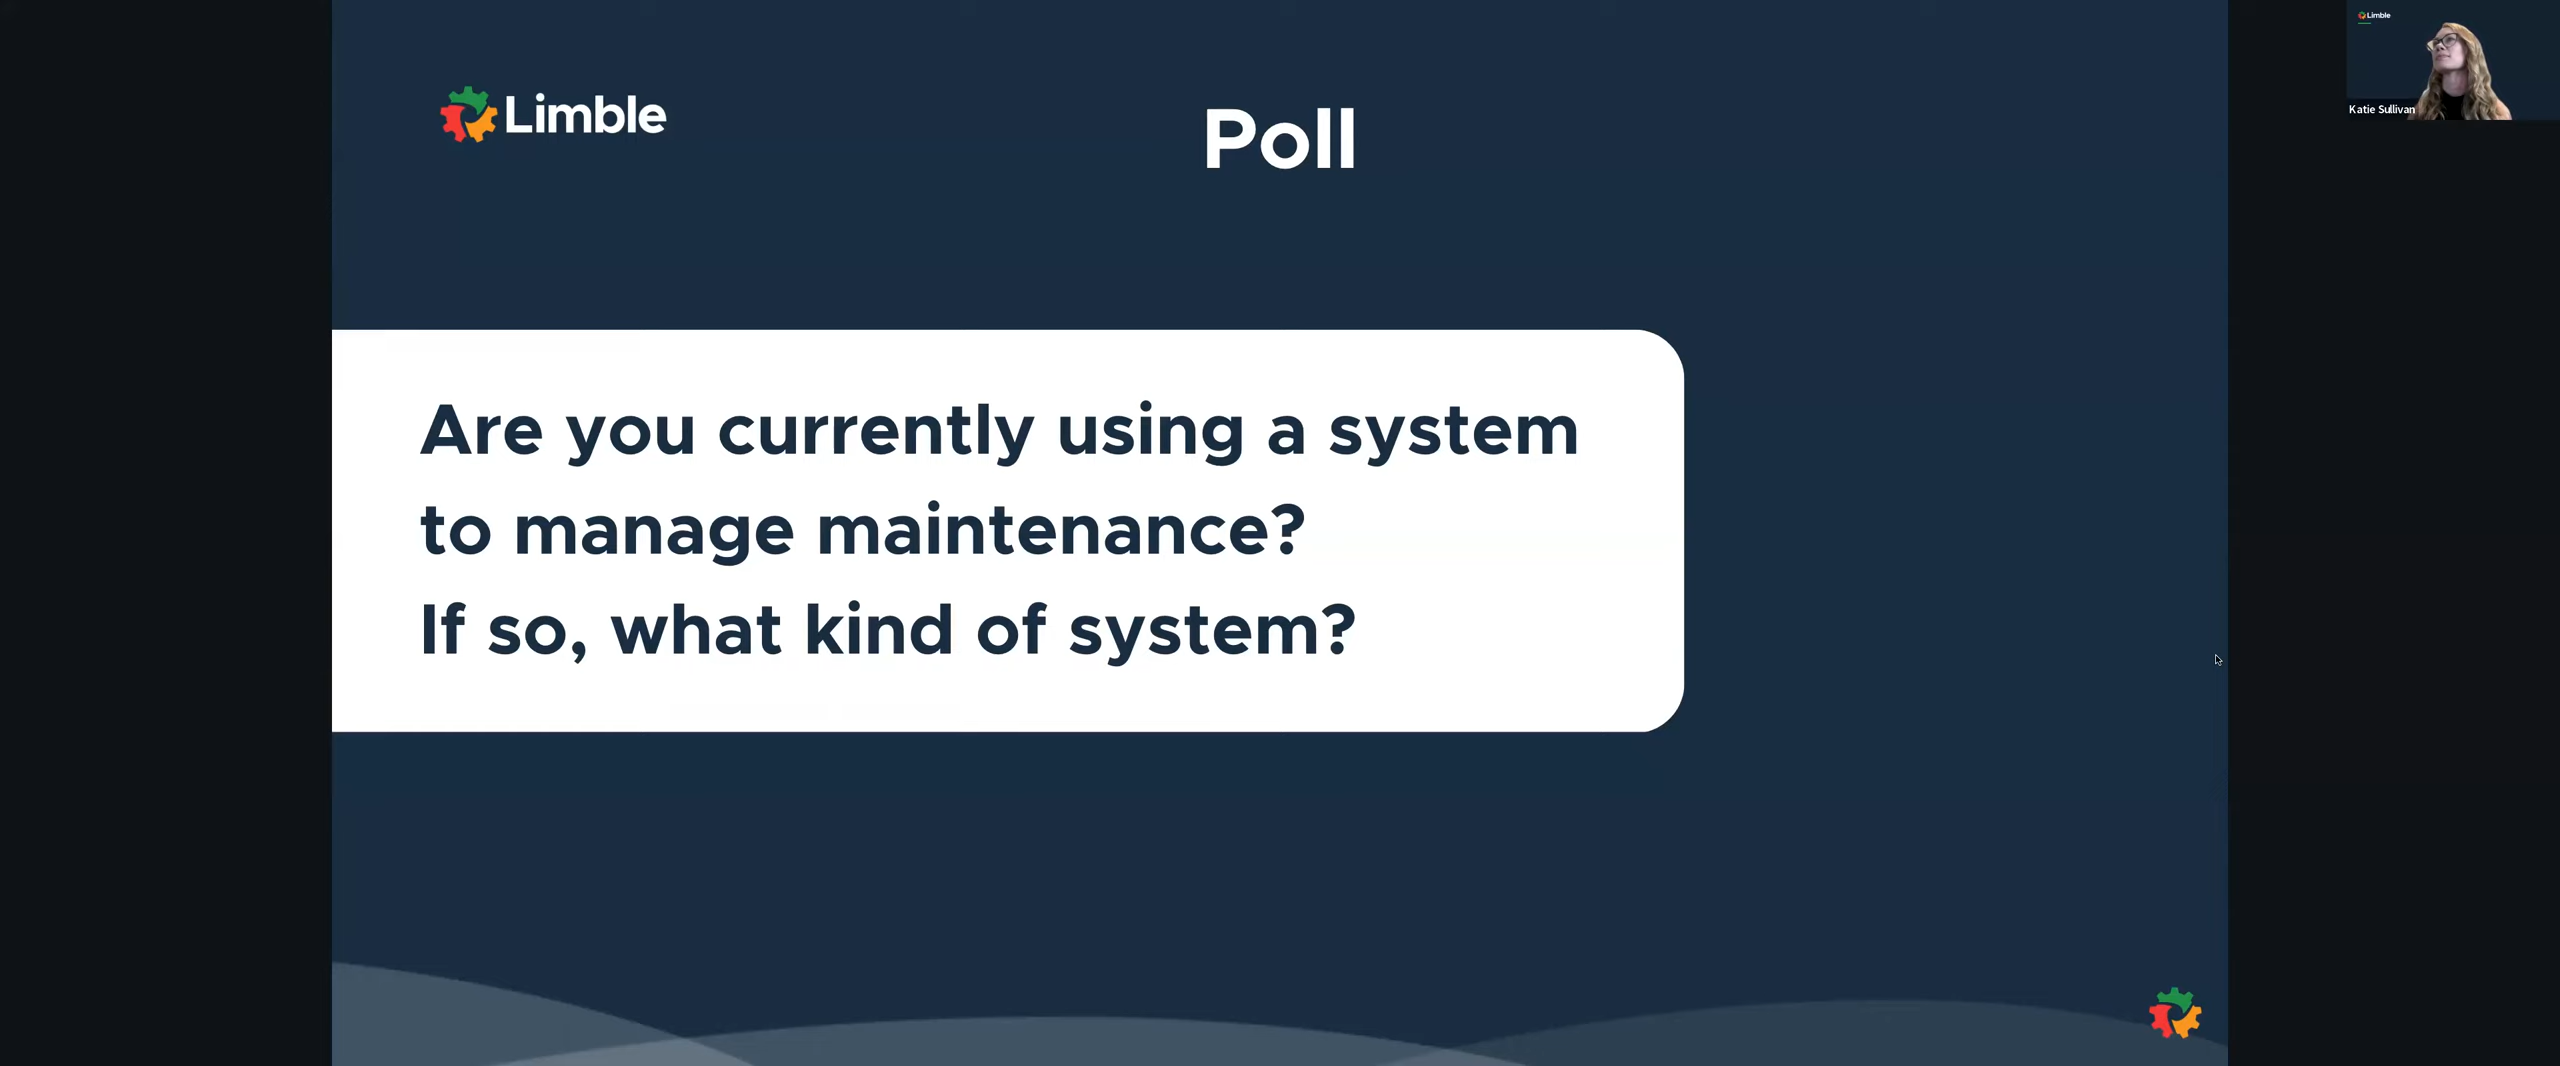 Limble
Poll
Are you currently using a system
to manage maintenance?
If so, what kind of system?
Limble
Katie Sullivan